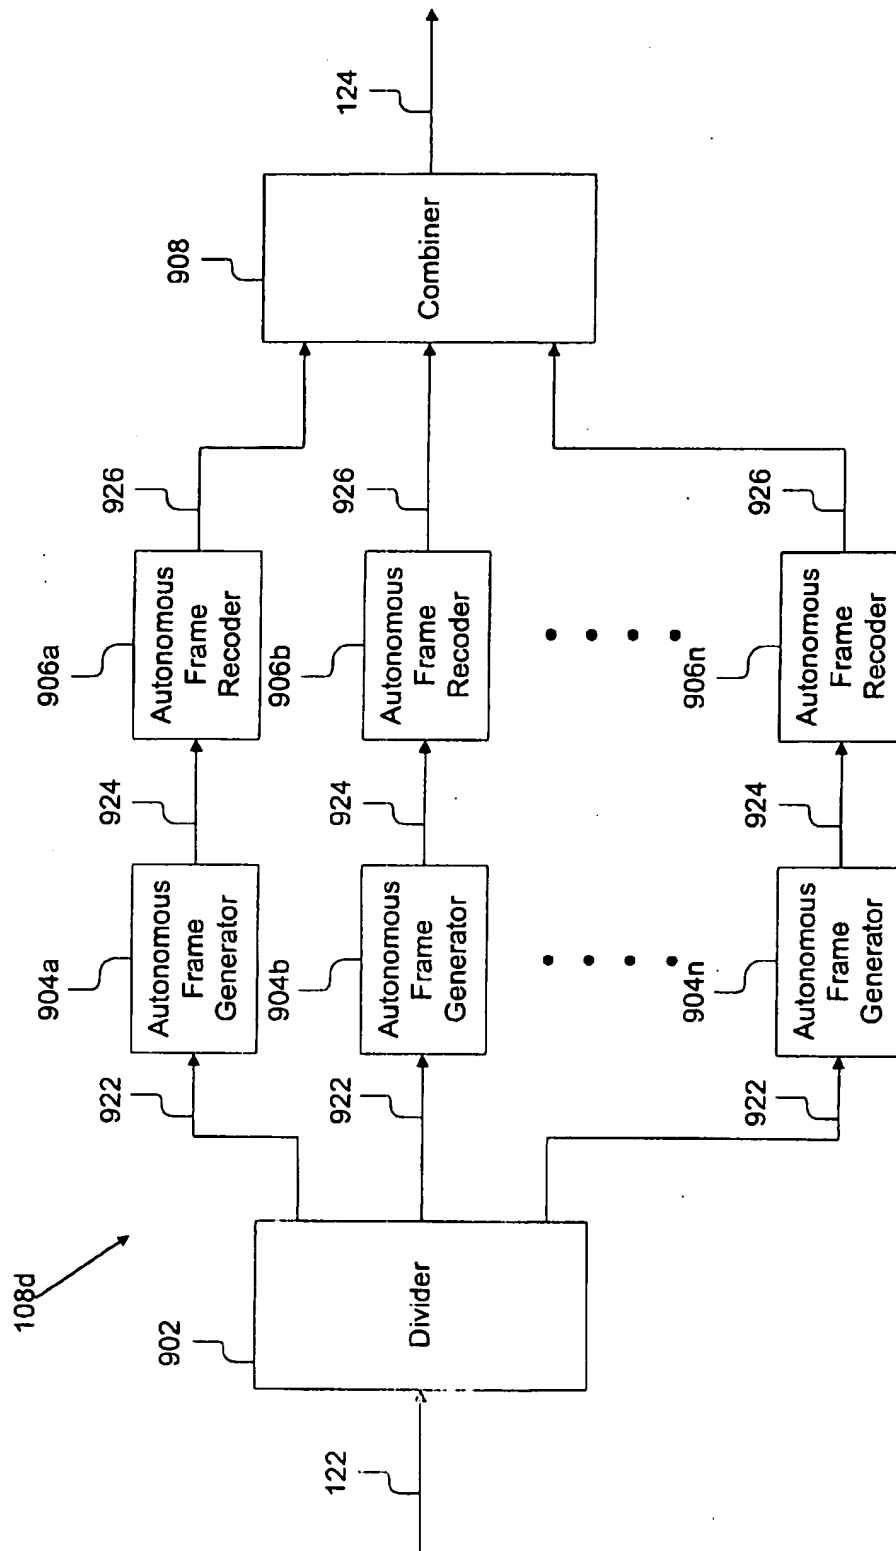 108d
122
902
Divider
922
922
922
904a
Autonomous
Frame
Generator
904b
Autonomous
Frame
Generator
904n
Autonomous
Frame
Generator
924
924
924
906a
Autonomous
Frame
Recoder
906b
Autonomous
Frame
Recoder
906n
Autonomous
Frame
Recoder
926
926
926
908
Combiner
124